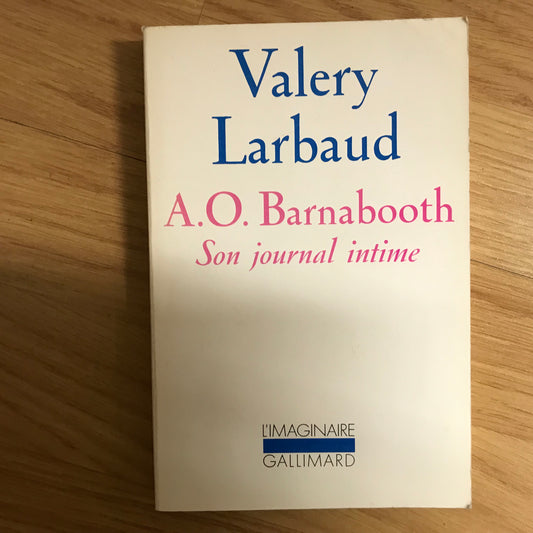 Valery
Larbaud
A.O. Barnabooth
Son journal intime
L'IMAGINAIRE
GALLIMARD